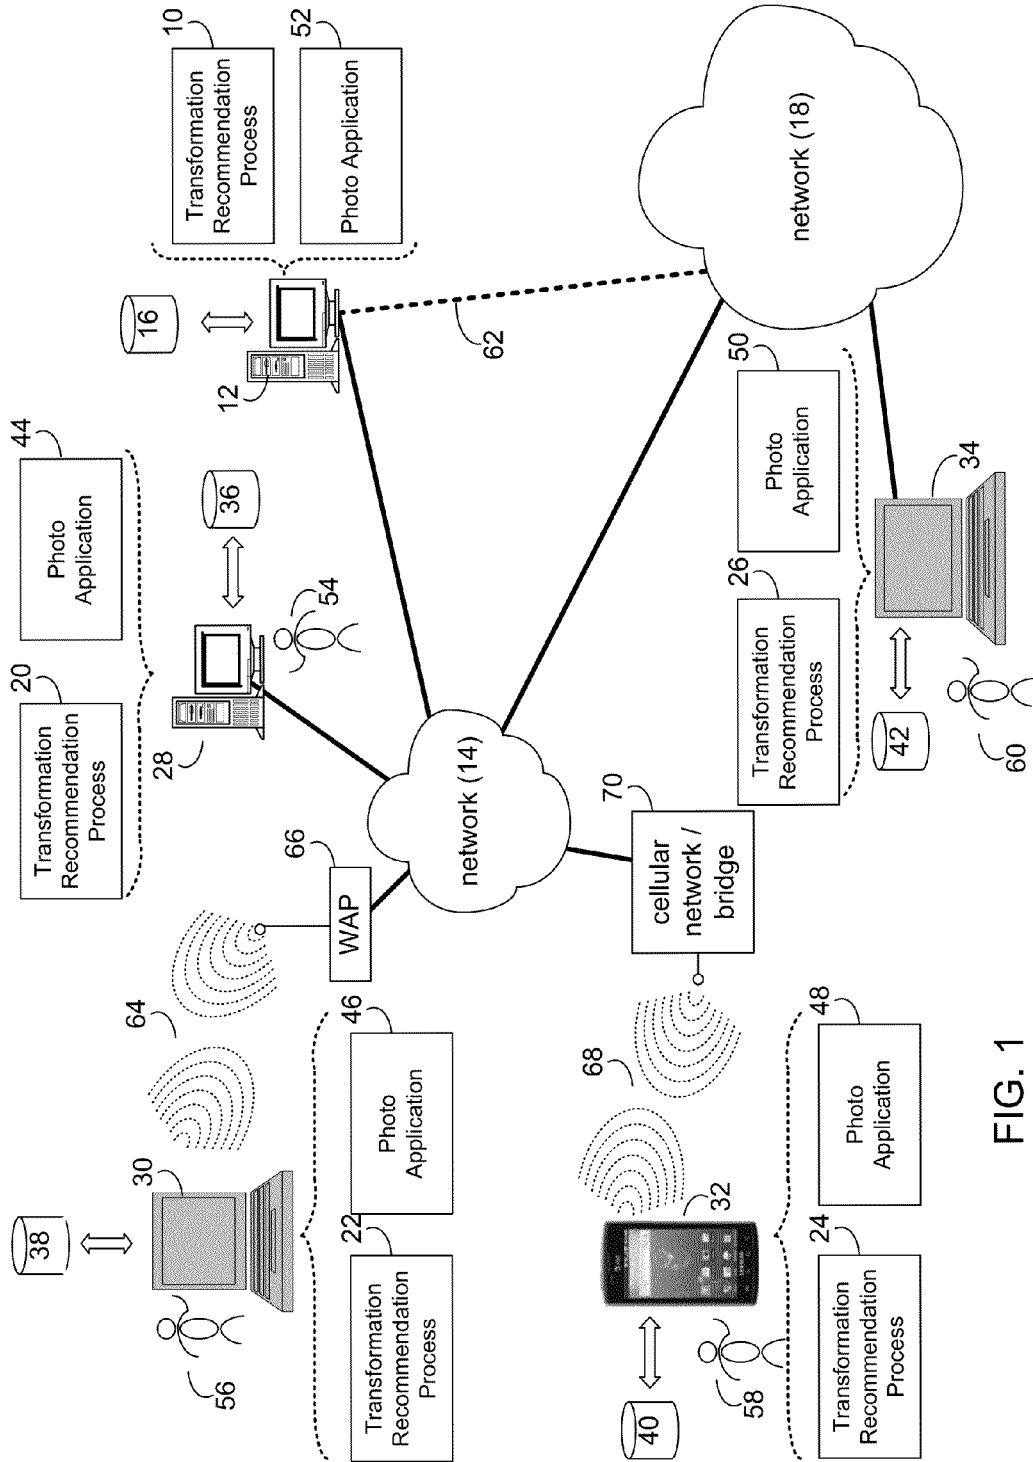 38
30
56
22
Transformation
Recommendation
Process
46
Photo
Application
64
66
WAP
20
Transformation
Recommendation
Process
44
Photo
Application
28
36
54
16
12
10
Transformation
Recommendation
Process
52
Photo Application
network (14)
62
network (18)
40
32
58
24
Transformation
Recommendation
Process
48
Photo
Application
68
70
cellular
network /
bridge
26
Transformation
Recommendation
Process
50
Photo
Application
42
34
60
FIG. 1